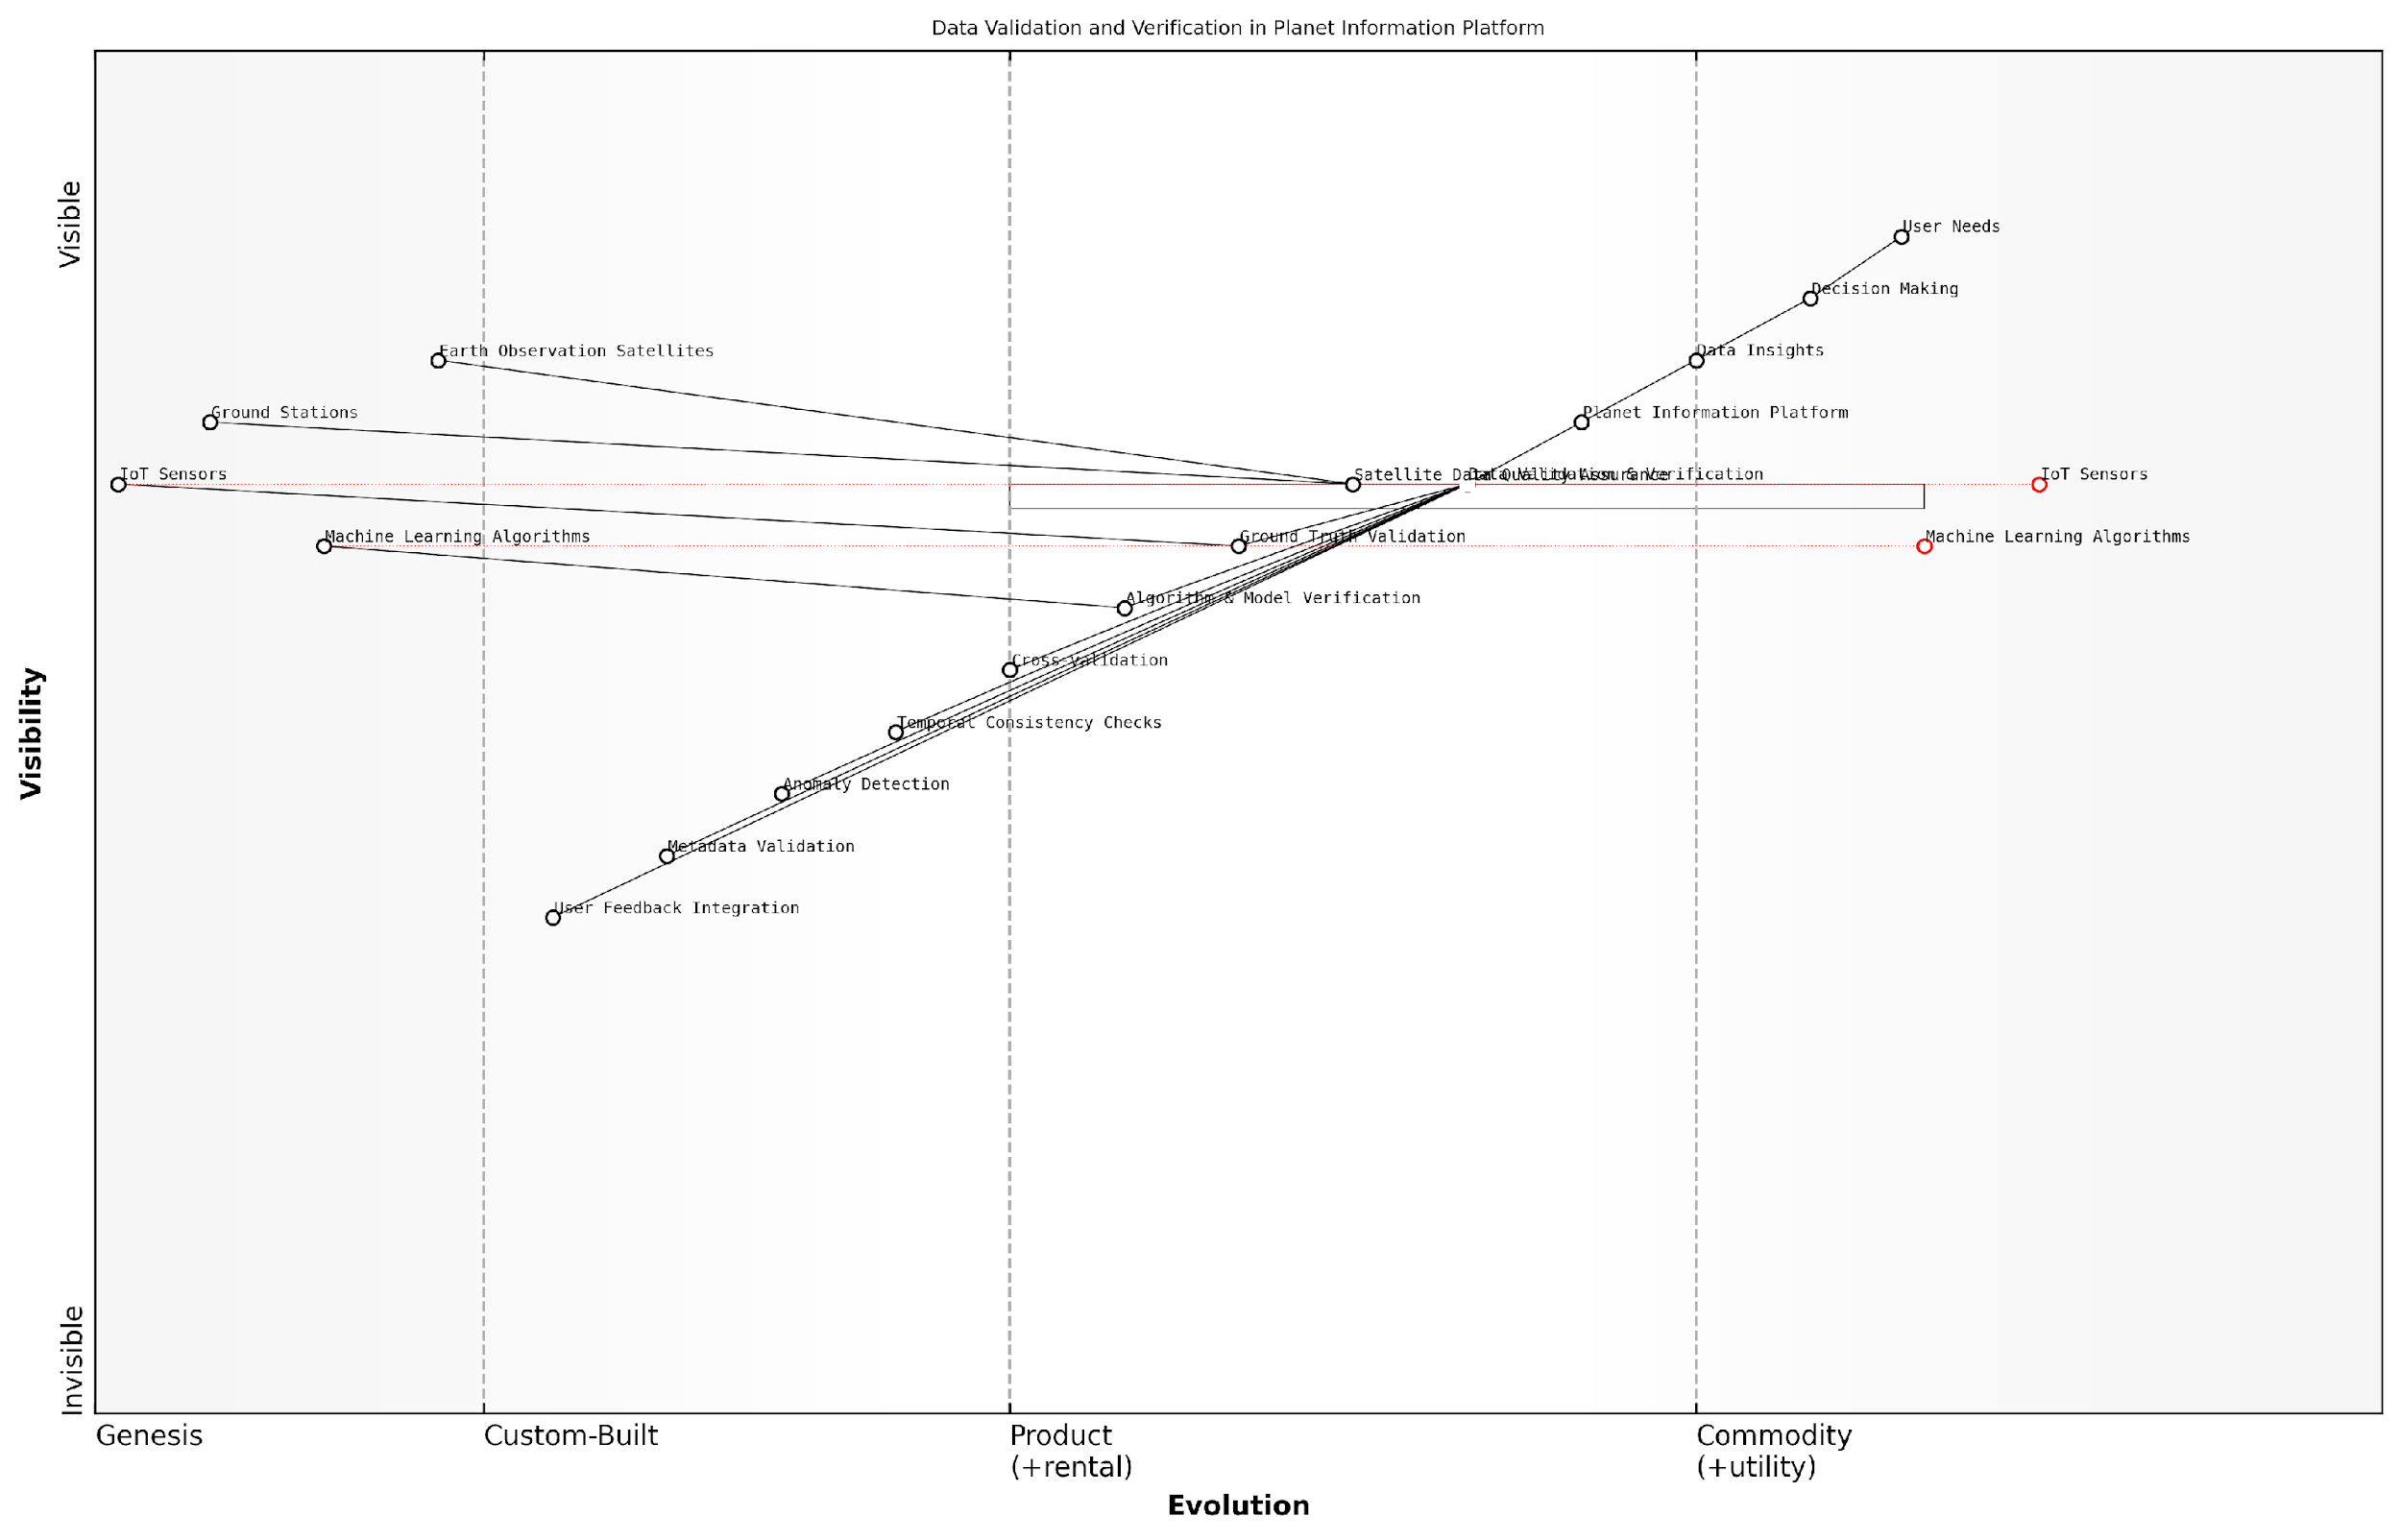 Data Validation and Verification in Planet Information Platform
Visible
User Needs
Decision Making
Earth Observation Satellites
Data Insights
Ground Stations
Planet Information Platform
IoT Sensors
Satellite Data Quality Assurance
Data Validation & Verification
IoT Sensors
Machine Learning Algorithms
Ground Truth Validation
Machine Learning Algorithms
Algorithm & Model Verification
Cross-validation
Visibility
Temporal Consistency Checks
Anomaly Detection
Metadata Validation
User Feedback Integration
Invisible
Genesis
Custom-Built
Product
(+rental)
Commodity
(+utility)
Evolution